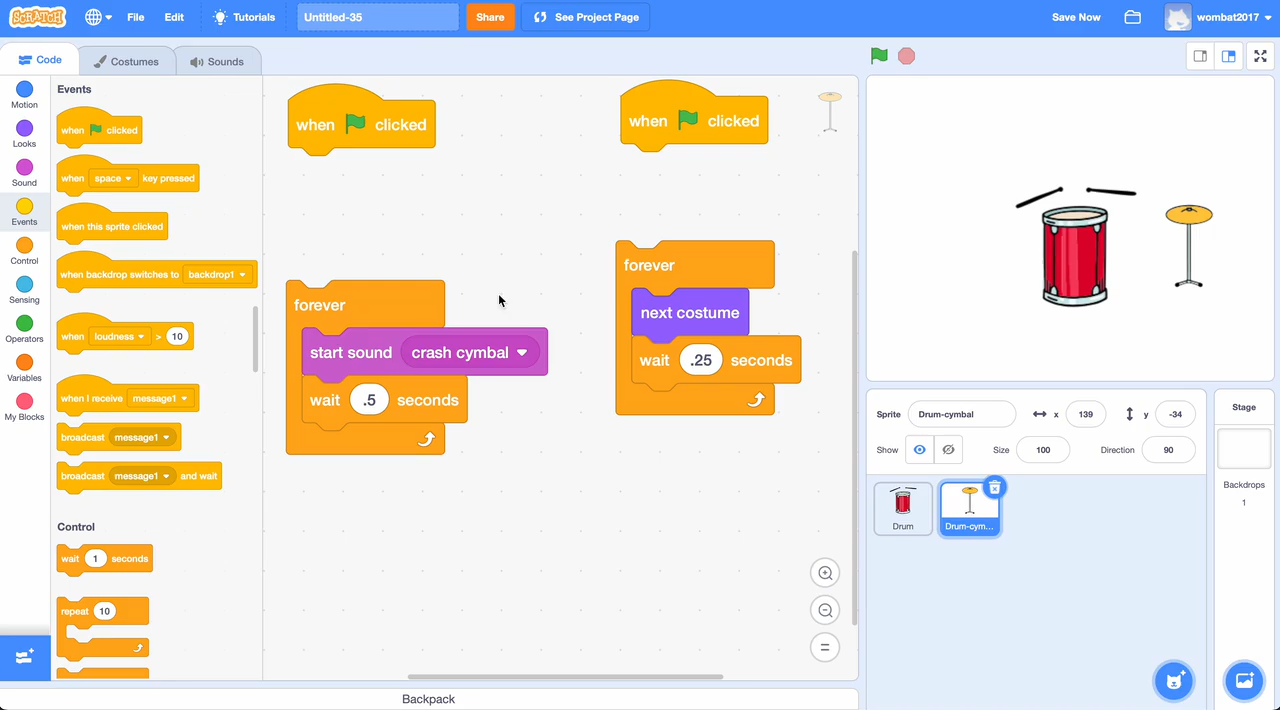 SCRATCH
File
Edit
Tutorials
Untitled-35
Share
See Project Page
Save Now
wombat2017
Code
Costumes
Sounds
Motion
Looks
Sound
Events
Control
Sensing
Operators
Variables
My Blocks
Events
when clicked
when space key pressed
when this sprite clicked
when backdrop switches to backdrop1
when loudness > 10
when I receive message1
broadcast message1
broadcast message1 and wait
Control
wait 1 seconds
repeat 10
when clicked
forever
start sound crash cymbal
wait .5 seconds
when clicked
forever
next costume
wait .25 seconds
Backpack
Sprite Drum-cymbal x 139 y -34
Show Size 100 Direction 90
Drum
Drum-cym...
Stage
Backdrops
1